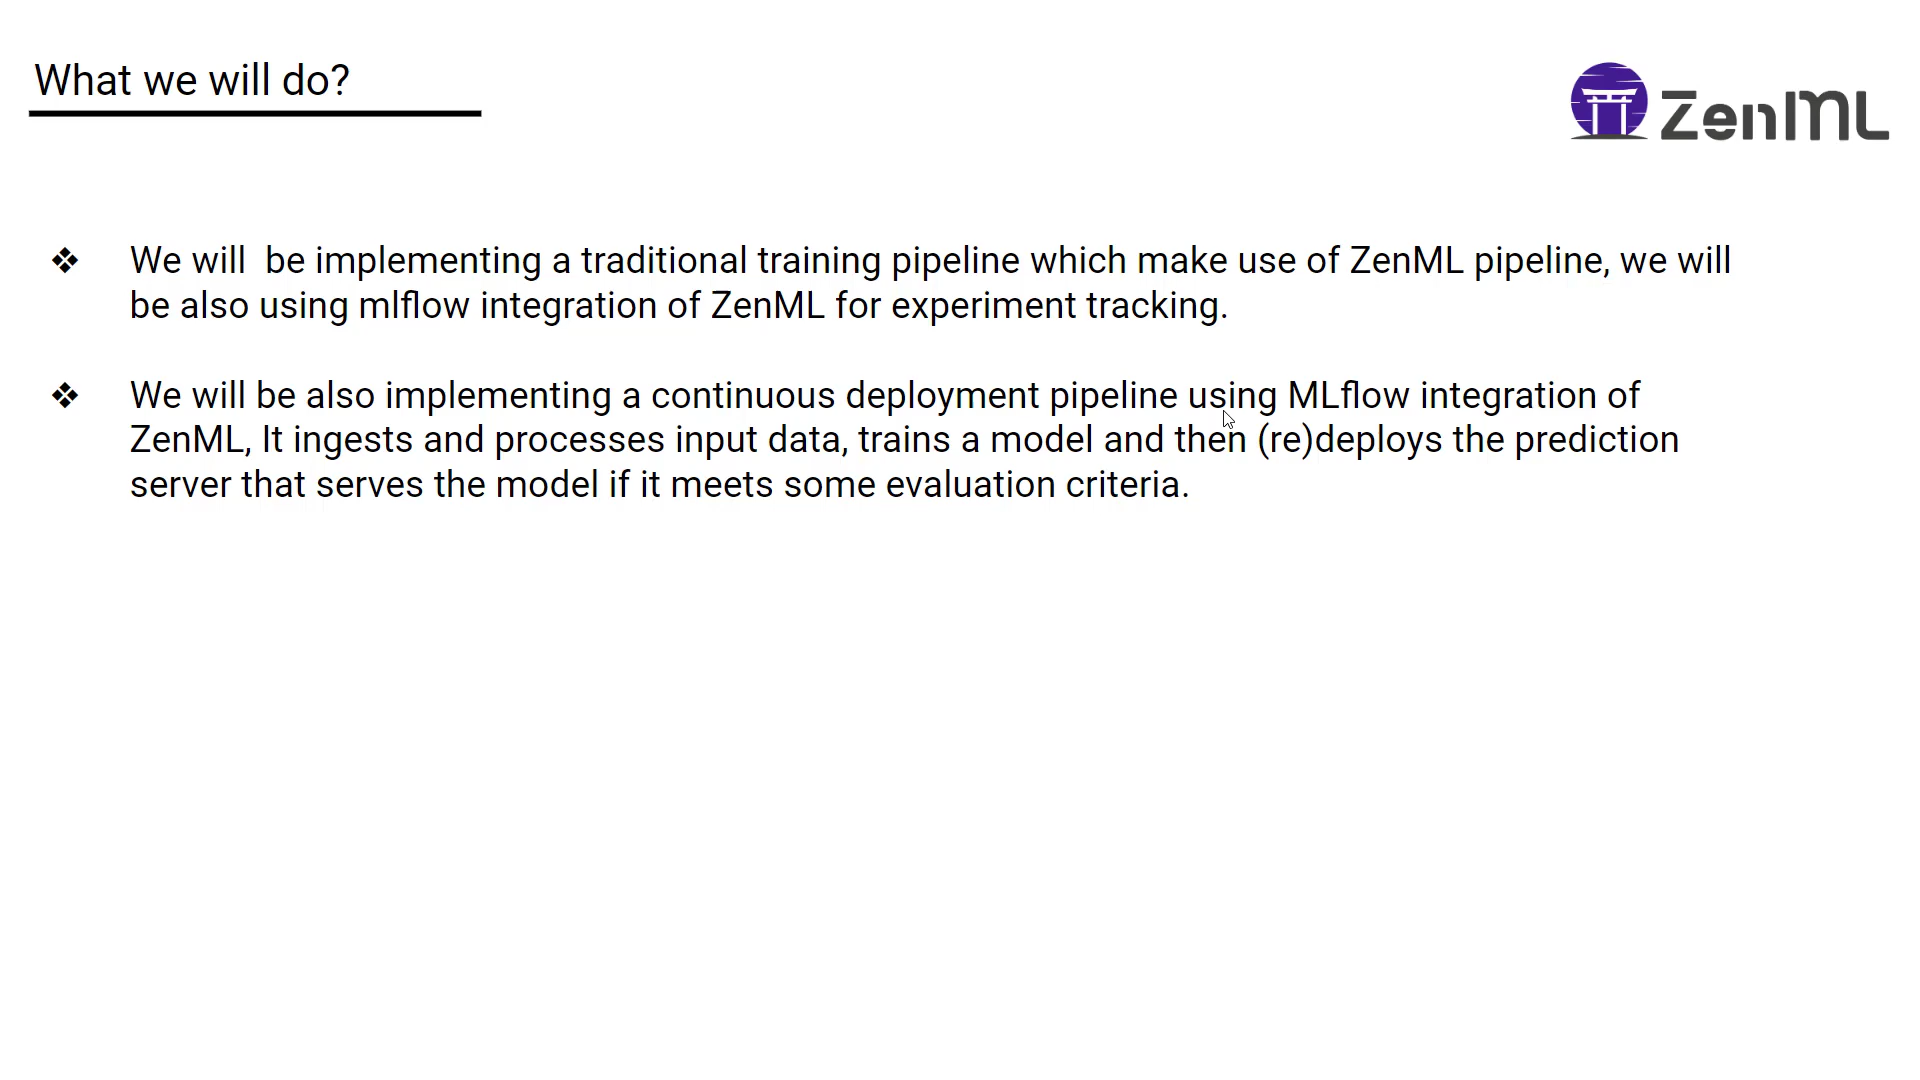 What we will do?
ZenML
❖ We will  be implementing a traditional training pipeline which make use of ZenML pipeline, we will
be also using mlflow integration of ZenML for experiment tracking.
❖ We will be also implementing a continuous deployment pipeline using MLflow integration of
ZenML, It ingests and processes input data, trains a model and then (re)deploys the prediction
server that serves the model if it meets some evaluation criteria.